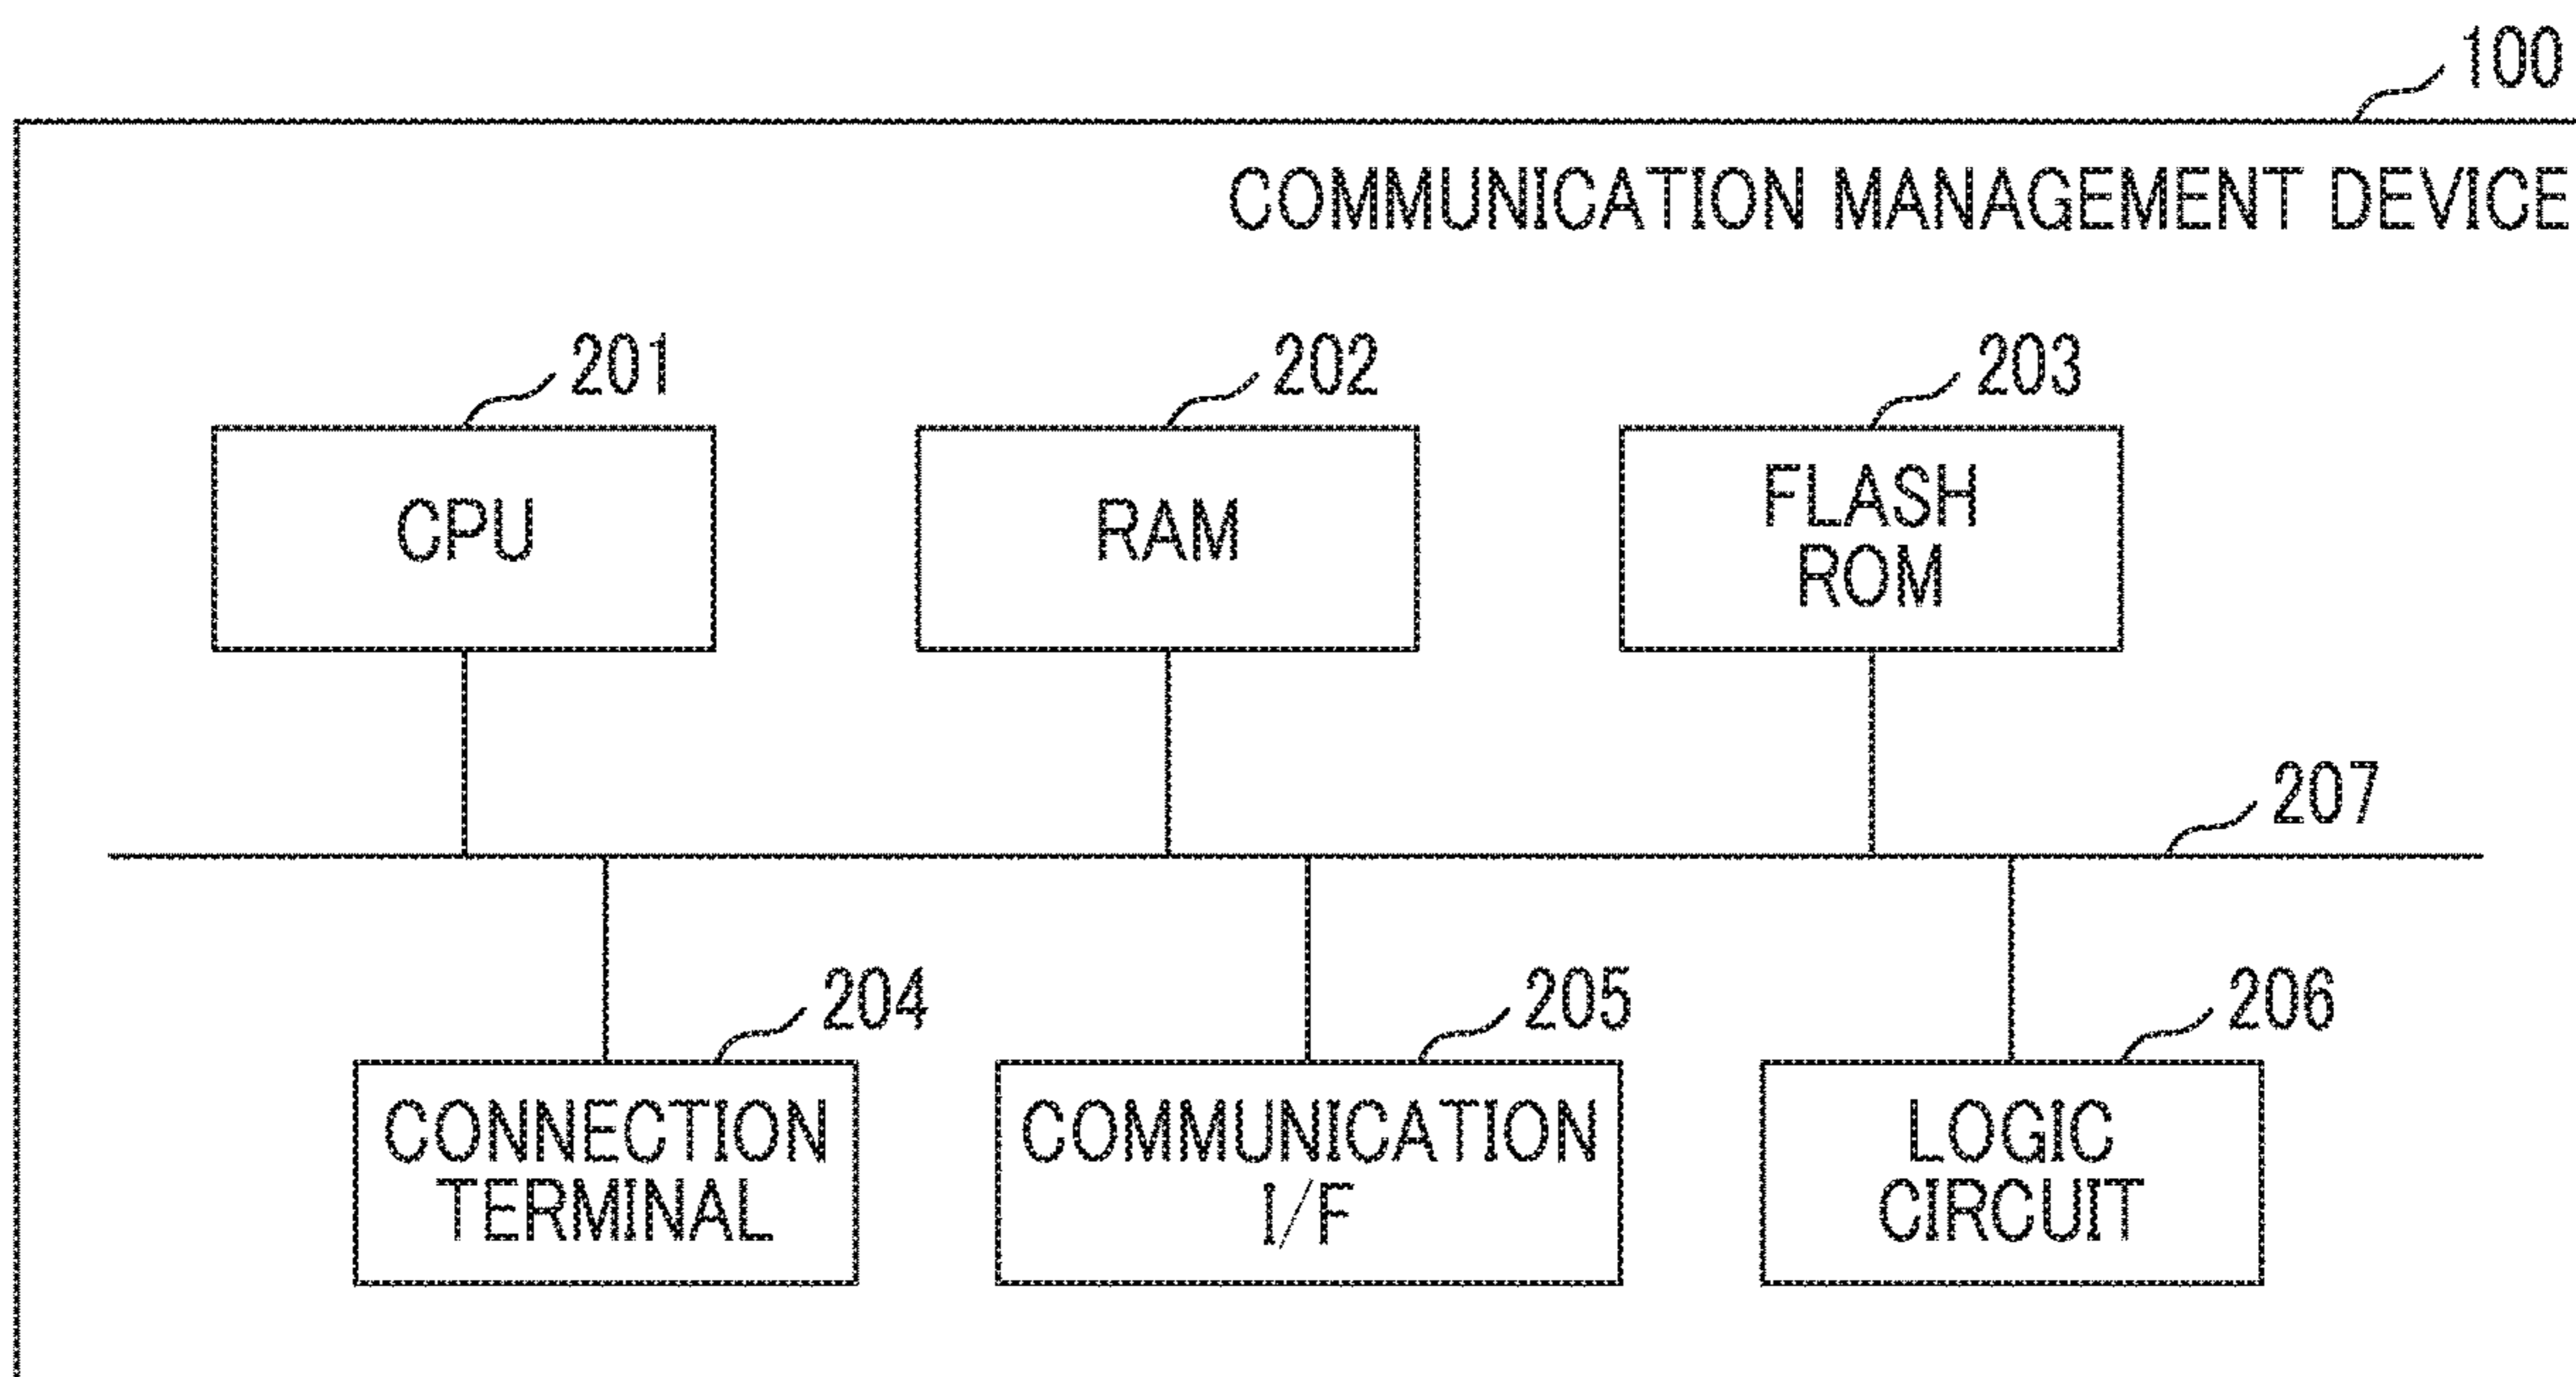 100
COMMUNICATION MANAGEMENT DEVICE
201
202
203
CPU
RAM
FLASH
ROM
207
204
205
206
CONNECTION
TERMINAL
COMMUNICATION
I/F
LOGIC
CIRCUIT